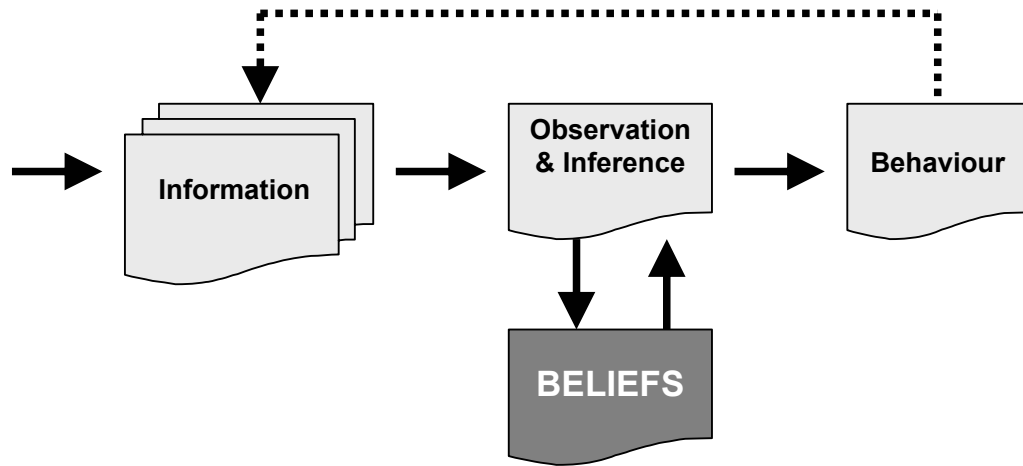 Information
Observation
& Inference
Behaviour
BELIEFS